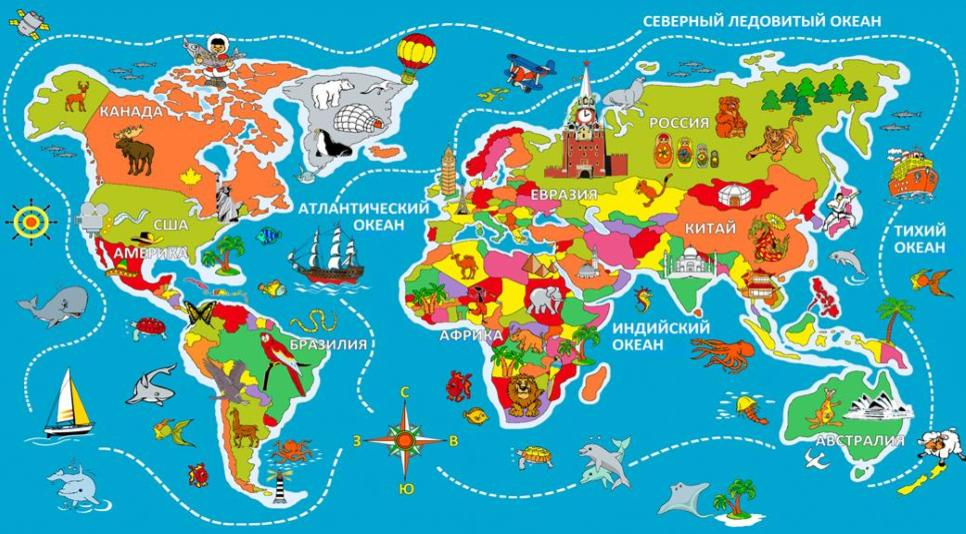 СЕВЕРНЫЙ ЛЕДОВИТЫЙ ОКЕАН
КАНАДА
РОССИЯ
ЕВРАЗИЯ
АТЛАНТИЧЕСКИЙ
ОКЕАН
США
КИТАЙ
ТИХИЙ
ОКЕАН
АМЕРИКА
ИНДИЙСКИЙ
ОКЕАН
АФРИКА
БРАЗИЛИЯ
С
З
В
Ю
АВСТРАЛИЯ